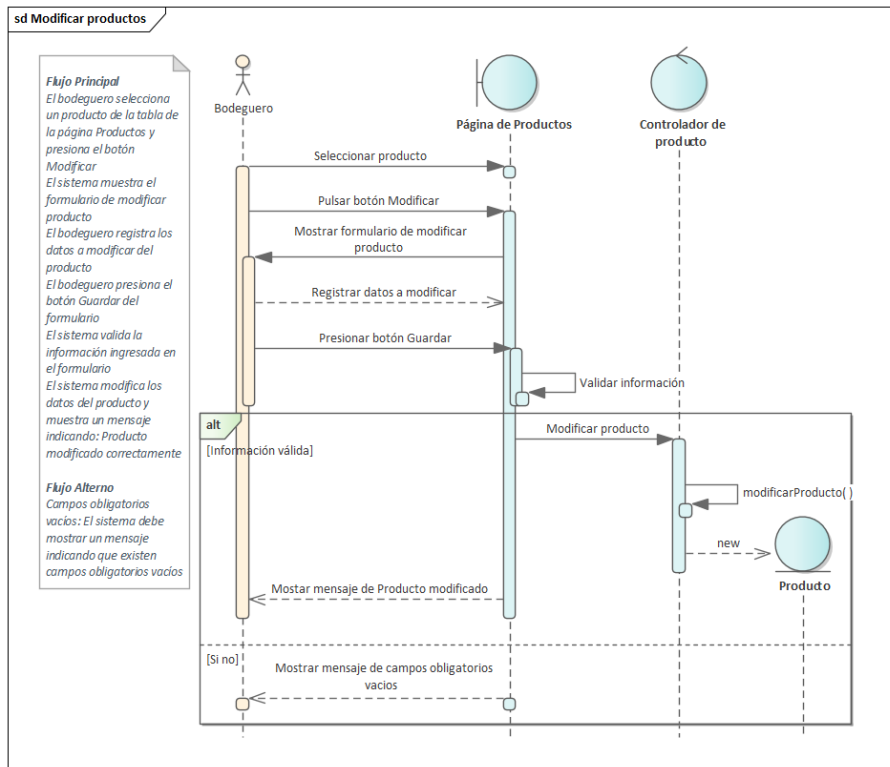 sd Modificar productos
Flujo Principal
El bodeguero selecciona
un producto de la tabla de
la página Productos y
presiona el botón
Modificar
El sistema muestra el
formulario de modificar
producto
El bodeguero registra los
datos a modificar del
producto
El bodeguero presiona el
botón Guardar del
formulario
El sistema valida la
información ingresada en
el formulario
El sistema modifica los
datos del producto y
muestra un mensaje
indicando: Producto
modificado correctamente
Flujo Alterno
Campos obligatorios
vacíos: El sistema debe
mostrar un mensaje
indicando que existen
campos obligatorios vacíos
Bodeguero
Página de Productos
Controlador de
producto
Seleccionar producto
Pulsar botón Modificar
Mostrar formulario de modificar
producto
Registrar datos a modificar
Presionar botón Guardar
Validar información
alt
[Información válida]
Modificar producto
modificarProducto( )
new
Producto
Mostar mensaje de Producto modificado
[Si no]
Mostrar mensaje de campos obligatorios
vacios